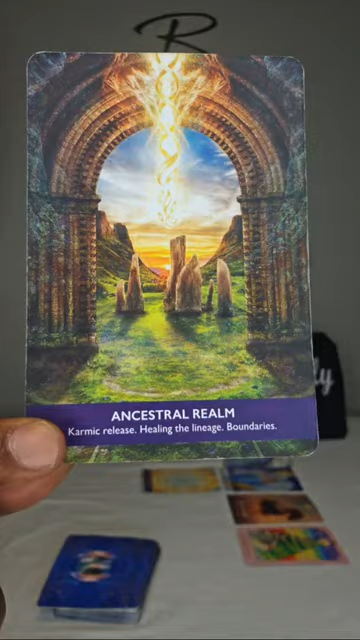 R
ANCESTRAL REALM
Karmic release. Healing the lineage. Boundaries.